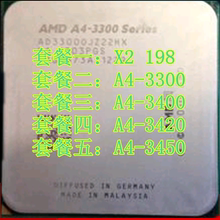 AMD A4-3300 Series
AD3300OJZ22HX
套餐一：X2 198
套餐二：A4-3300
套餐三：A4-3400
套餐四：A4-3420
套餐五：A4-3450
DIFFUSED IN GERMANY
MADE IN